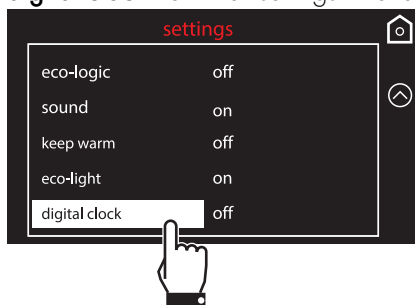 settings
eco-logic off
sound on
keep warm off
eco-light on
digital clock off